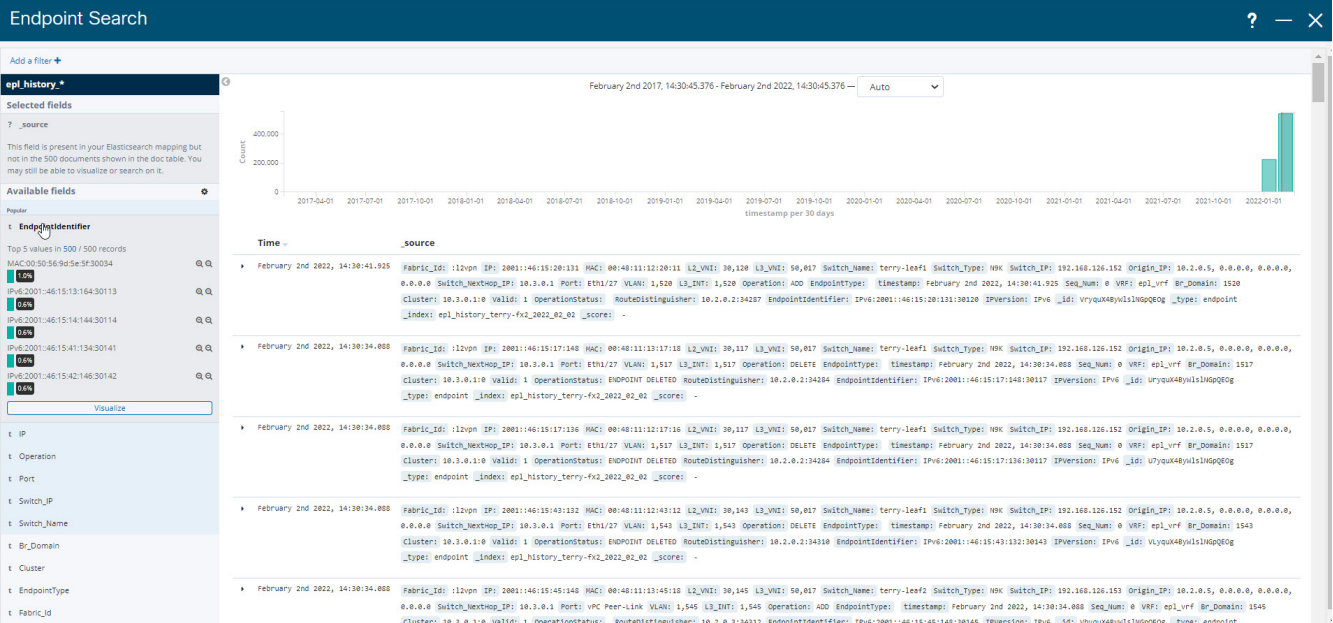 Endpoint Search
?
Add a filter +
epl_history_*
Selected fields
? _source
This field is present in your Elasticsearch mapping but
not in the 500 documents shown in the doc table. You
may still be able to visualize or search on it.
Available fields
Popular
t EndpointIdentifier
Top 5 values in 500 / 500 records
MAC:00:50:56:9d:5e:5f:30034
1.0%
IPv6:2001::46:15:13:164:30113
0.6%
IPv6:2001::46:15:14:144:30114
0.6%
IPv6:2001::46:15:41:134:30141
0.6%
IPv6:2001::46:15:42:146:30142
0.6%
Visualize
t IP
t Operation
t Port
t Switch_IP
t Switch_Name
t Br_Domain
t Cluster
t EndpointType
t Fabric_Id
February 2nd 2017, 14:30:45.376 - February 2nd 2022, 14:30:45.376 — Auto
Count
400,000
200,000
0
2017-04-01 2017-07-01 2017-10-01 2018-01-01 2018-04-01 2018-07-01 2018-10-01 2019-01-01 2019-04-01 2019-07-01 2019-10-01 2020-01-01 2020-04-01 2020-07-01 2020-10-01 2021-01-01 2021-04-01 2021-07-01 2021-10-01 2022-01-01
timestamp per 30 days
Time _source
February 2nd 2022, 14:30:41.925 Fabric_Id: :l2vpn IP: 2001::46:15:20:131 MAC: 00:48:11:12:20:11 L2_VNI: 30,120 L3_VNI: 50,017 Switch_Name: terry-leaf1 Switch_Type: N9K Switch_IP: 192.168.126.152 Origin_IP: 10.2.0.5, 0.0.0.0, 0.0.0.0,
0.0.0.0 Switch_NextHop_IP: 10.3.0.1 Port: Eth1/27 VLAN: 1,520 L3_INT: 1,520 Operation: ADD EndpointType: timestamp: February 2nd 2022, 14:30:41.925 Seq_Num: 0 VRF: epl_vrf Br_Domain: 1520
Cluster: 10.3.0.1:0 Valid: 1 OperationStatus: RouteDistinguisher: 10.2.0.2:34287 EndpointIdentifier: IPv6:2001::46:15:20:131:30120 IPVersion: IPv6 _id: VryquX4ByWlslNGpQEOg _type: endpoint
_index: epl_history_terry-fx2_2022_02_02 _score: -
February 2nd 2022, 14:30:34.088 Fabric_Id: :l2vpn IP: 2001::46:15:17:148 MAC: 00:48:11:13:17:18 L2_VNI: 30,117 L3_VNI: 50,017 Switch_Name: terry-leaf1 Switch_Type: N9K Switch_IP: 192.168.126.152 Origin_IP: 10.2.0.5, 0.0.0.0, 0.0.0.0,
0.0.0.0 Switch_NextHop_IP: 10.3.0.1 Port: Eth1/27 VLAN: 1,517 L3_INT: 1,517 Operation: DELETE EndpointType: timestamp: February 2nd 2022, 14:30:34.088 Seq_Num: 0 VRF: epl_vrf Br_Domain: 1517
Cluster: 10.3.0.1:0 Valid: 1 OperationStatus: ENDPOINT DELETED RouteDistinguisher: 10.2.0.2:34284 EndpointIdentifier: IPv6:2001::46:15:17:148:30117 IPVersion: IPv6 _id: UryquX4ByWlslNGpQEOg
_type: endpoint _index: epl_history_terry-fx2_2022_02_02 _score: -
February 2nd 2022, 14:30:34.088 Fabric_Id: :l2vpn IP: 2001::46:15:17:136 MAC: 00:48:11:12:17:16 L2_VNI: 30,117 L3_VNI: 50,017 Switch_Name: terry-leaf1 Switch_Type: N9K Switch_IP: 192.168.126.152 Origin_IP: 10.2.0.5, 0.0.0.0, 0.0.0.0,
0.0.0.0 Switch_NextHop_IP: 10.3.0.1 Port: Eth1/27 VLAN: 1,517 L3_INT: 1,517 Operation: DELETE EndpointType: timestamp: February 2nd 2022, 14:30:34.088 Seq_Num: 0 VRF: epl_vrf Br_Domain: 1517
Cluster: 10.3.0.1:0 Valid: 1 OperationStatus: ENDPOINT DELETED RouteDistinguisher: 10.2.0.2:34284 EndpointIdentifier: IPv6:2001::46:15:17:136:30117 IPVersion: IPv6 _id: U7yquX4ByWlslNGpQEOg
_type: endpoint _index: epl_history_terry-fx2_2022_02_02 _score: -
February 2nd 2022, 14:30:34.088 Fabric_Id: :l2vpn IP: 2001::46:15:43:132 MAC: 00:48:11:12:43:12 L2_VNI: 30,143 L3_VNI: 50,017 Switch_Name: terry-leaf1 Switch_Type: N9K Switch_IP: 192.168.126.152 Origin_IP: 10.2.0.5, 0.0.0.0, 0.0.0.0,
0.0.0.0 Switch_NextHop_IP: 10.3.0.1 Port: Eth1/27 VLAN: 1,543 L3_INT: 1,543 Operation: DELETE EndpointType: timestamp: February 2nd 2022, 14:30:34.088 Seq_Num: 0 VRF: epl_vrf Br_Domain: 1543
Cluster: 10.3.0.1:0 Valid: 1 OperationStatus: ENDPOINT DELETED RouteDistinguisher: 10.2.0.2:34310 EndpointIdentifier: IPv6:2001::46:15:43:132:30143 IPVersion: IPv6 _id: VLyquX4ByWlslNGpQEOg
_type: endpoint _index: epl_history_terry-fx2_2022_02_02 _score: -
February 2nd 2022, 14:30:34.088 Fabric_Id: :l2vpn IP: 2001::46:15:45:148 MAC: 00:48:11:13:45:18 L2_VNI: 30,145 L3_VNI: 50,017 Switch_Name: terry-leaf2 Switch_Type: N9K Switch_IP: 192.168.126.153 Origin_IP: 10.2.0.5, 0.0.0.0, 0.0.0.0,
0.0.0.0 Switch_NextHop_IP: 10.3.0.1 Port: vPC Peer-Link VLAN: 1,545 L3_INT: 1,545 Operation: ADD EndpointType: timestamp: February 2nd 2022, 14:30:34.088 Seq_Num: 0 VRF: epl_vrf Br_Domain: 1545
Cluster: 10.3.0.1:0 Valid: 1 OperationStatus: RouteDistinguisher: 10.2.0.3:34312 EndpointIdentifier: IPv6:2001::46:15:45:148:30145 IPVersion: IPv6 _id: _type: endpoint